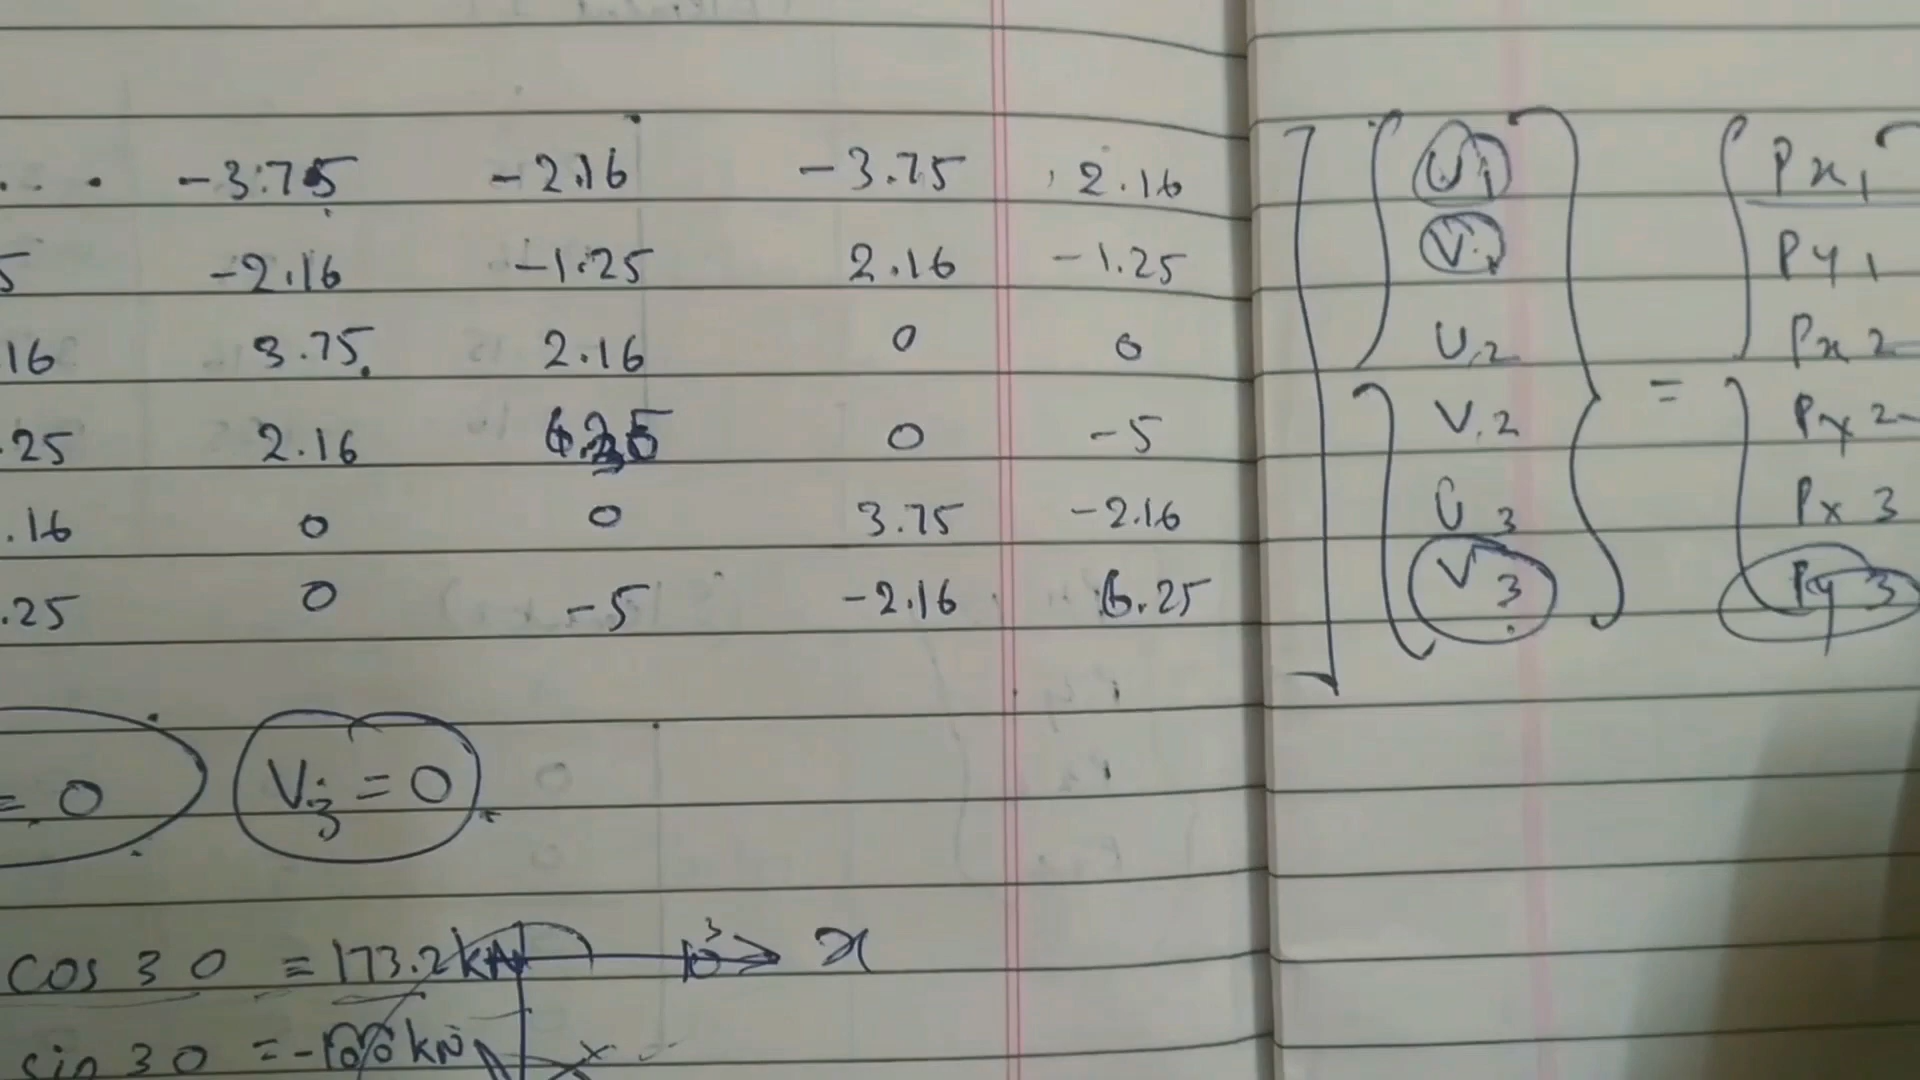 ... -3.75 -2.16 -3.75 2.16 U1 Px1
5 -2.16 -1.25 2.16 -1.25 V1 Py1
16 3.75 2.16 0 0 U2 Px2
.25 2.16 6.25 0 -5 V2 = Py2
.16 0 0 3.75 -2.16 U3 Px3
.25 0 -5 -2.16 6.25 V3 Py3
= 0 V3 = 0
cos 30 = 173.2 kN 10³ x
sin 30 = -100 kN